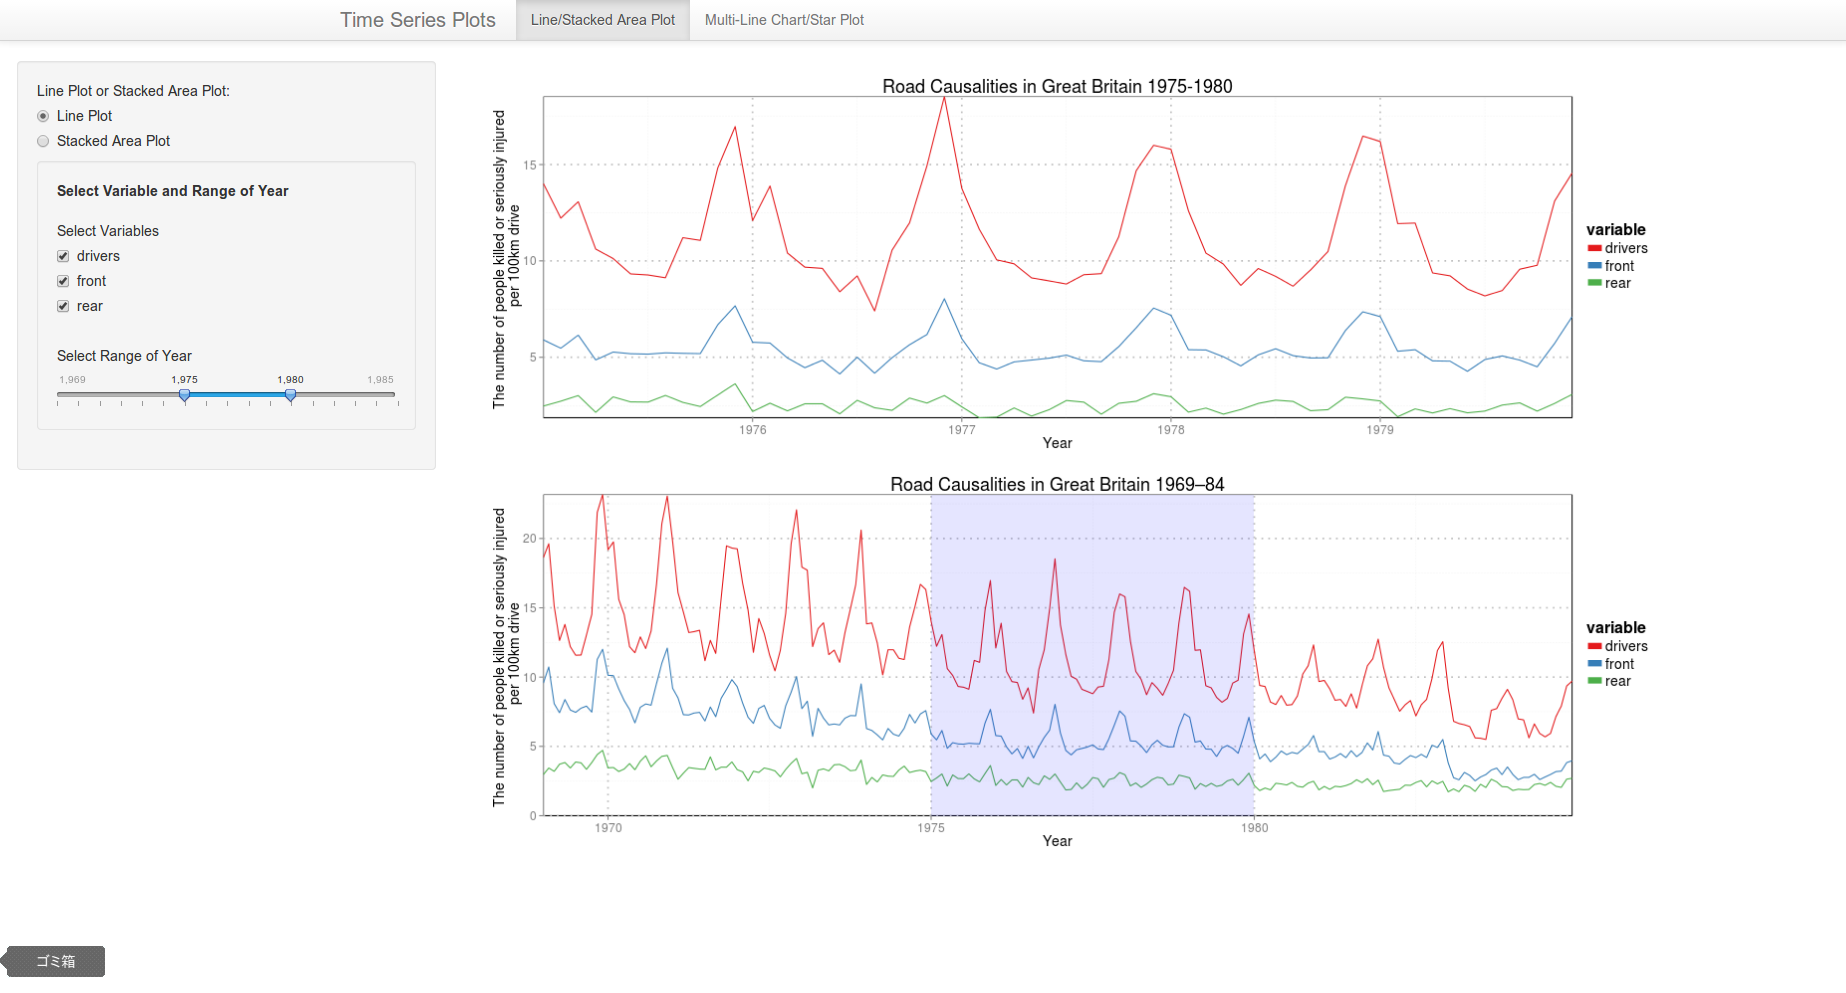 Time Series Plots
Line/Stacked Area Plot
Multi-Line Chart/Star Plot
Line Plot or Stacked Area Plot:
Line Plot
Stacked Area Plot
Select Variable and Range of Year
Select Variables
drivers
front
rear
Select Range of Year
1,969
1,975
1,980
1,985
Road Causalities in Great Britain 1975-1980
The number of people killed or seriously injured
per 100km drive
15
10
5
1976
1977
1978
1979
Year
variable
drivers
front
rear
Road Causalities in Great Britain 1969–84
The number of people killed or seriously injured
per 100km drive
20
15
10
5
0
1970
1975
1980
Year
variable
drivers
front
rear
ゴミ箱